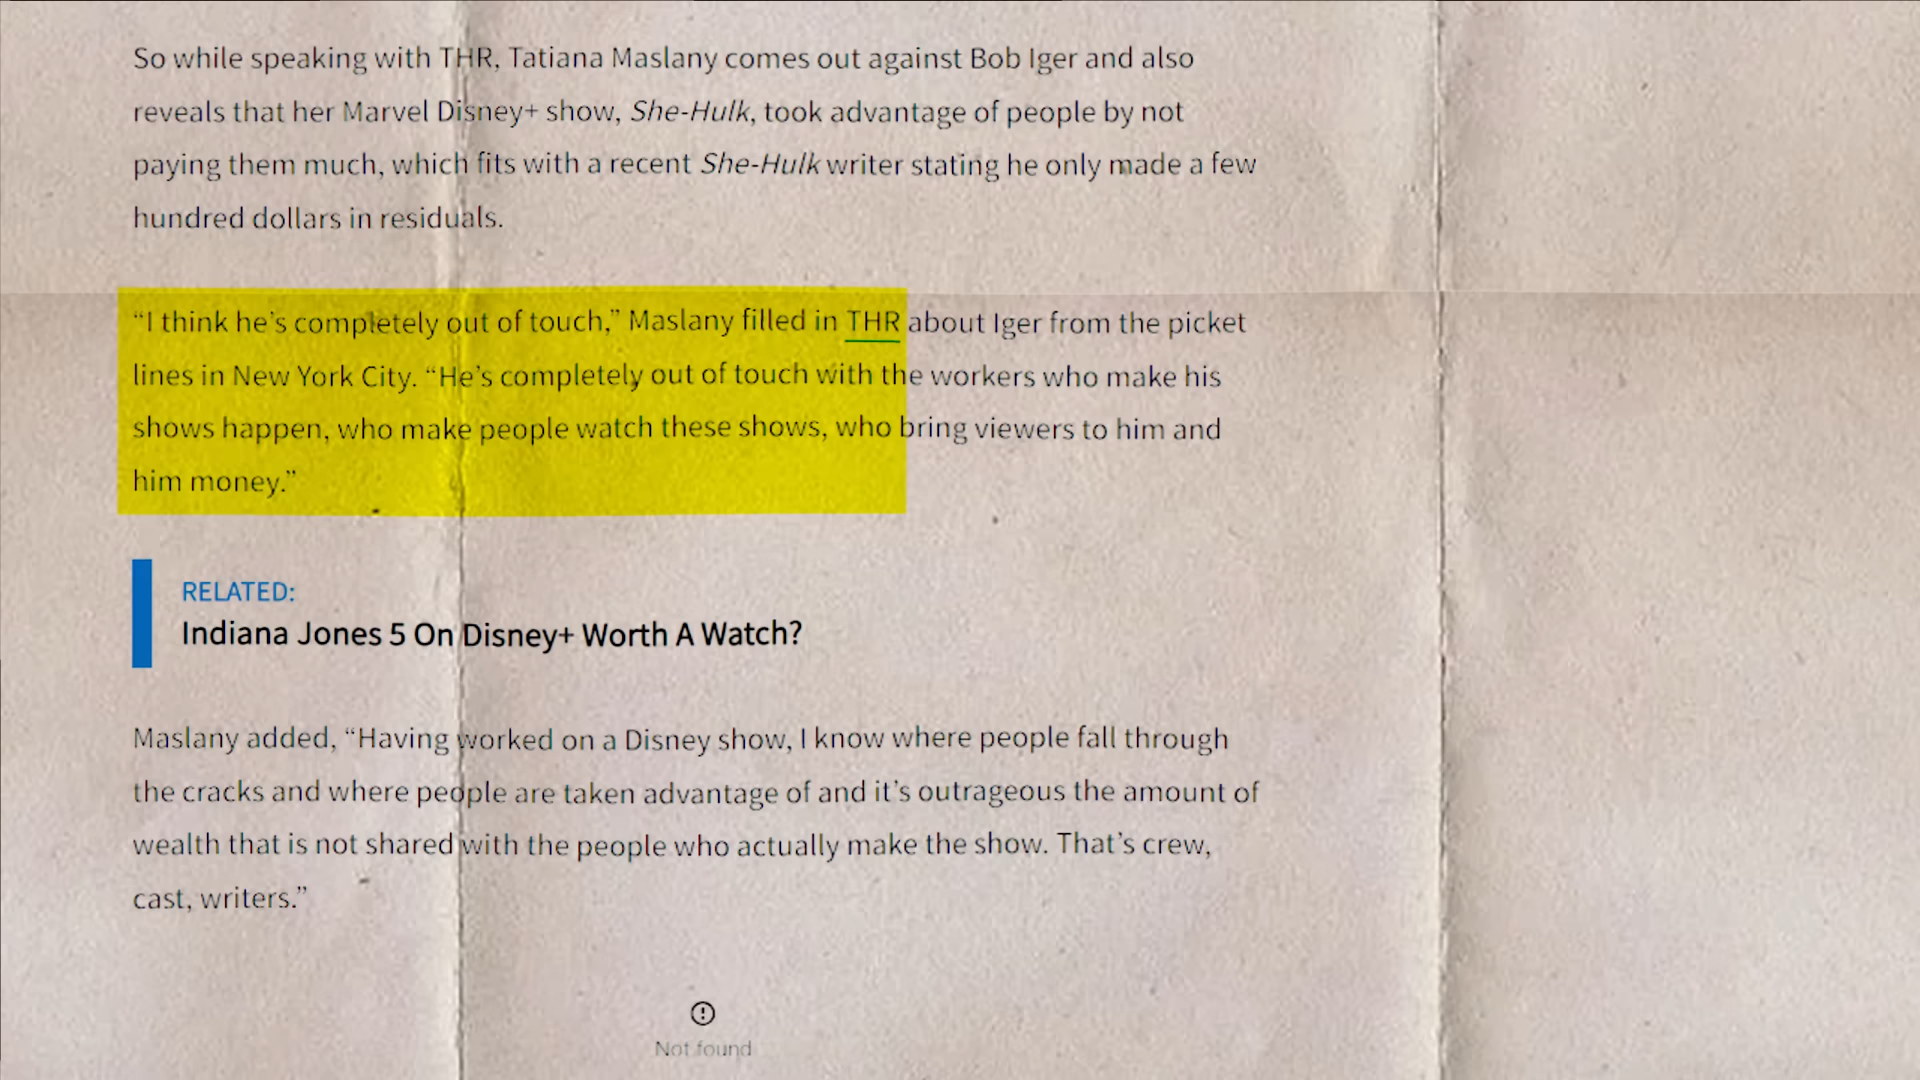 So while speaking with THR, Tatiana Maslany comes out against Bob Iger and also
reveals that her Marvel Disney+ show, She-Hulk, took advantage of people by not
paying them much, which fits with a recent She-Hulk writer stating he only made a few
hundred dollars in residuals.
“I think he’s completely out of touch,” Maslany filled in THR about Iger from the picket
lines in New York City. “He’s completely out of touch with the workers who make his
shows happen, who make people watch these shows, who bring viewers to him and
him money.”
RELATED:
Indiana Jones 5 On Disney+ Worth A Watch?
Maslany added, “Having worked on a Disney show, I know where people fall through
the cracks and where people are taken advantage of and it’s outrageous the amount of
wealth that is not shared with the people who actually make the show. That’s crew,
cast, writers.”
Not found